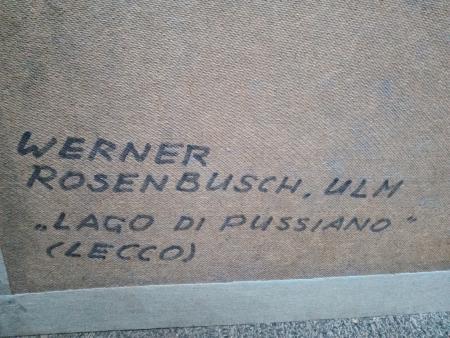 WERNER
ROSENBUSCH, ULM
„LAGO DI PUSSIANO"
(LECCO)